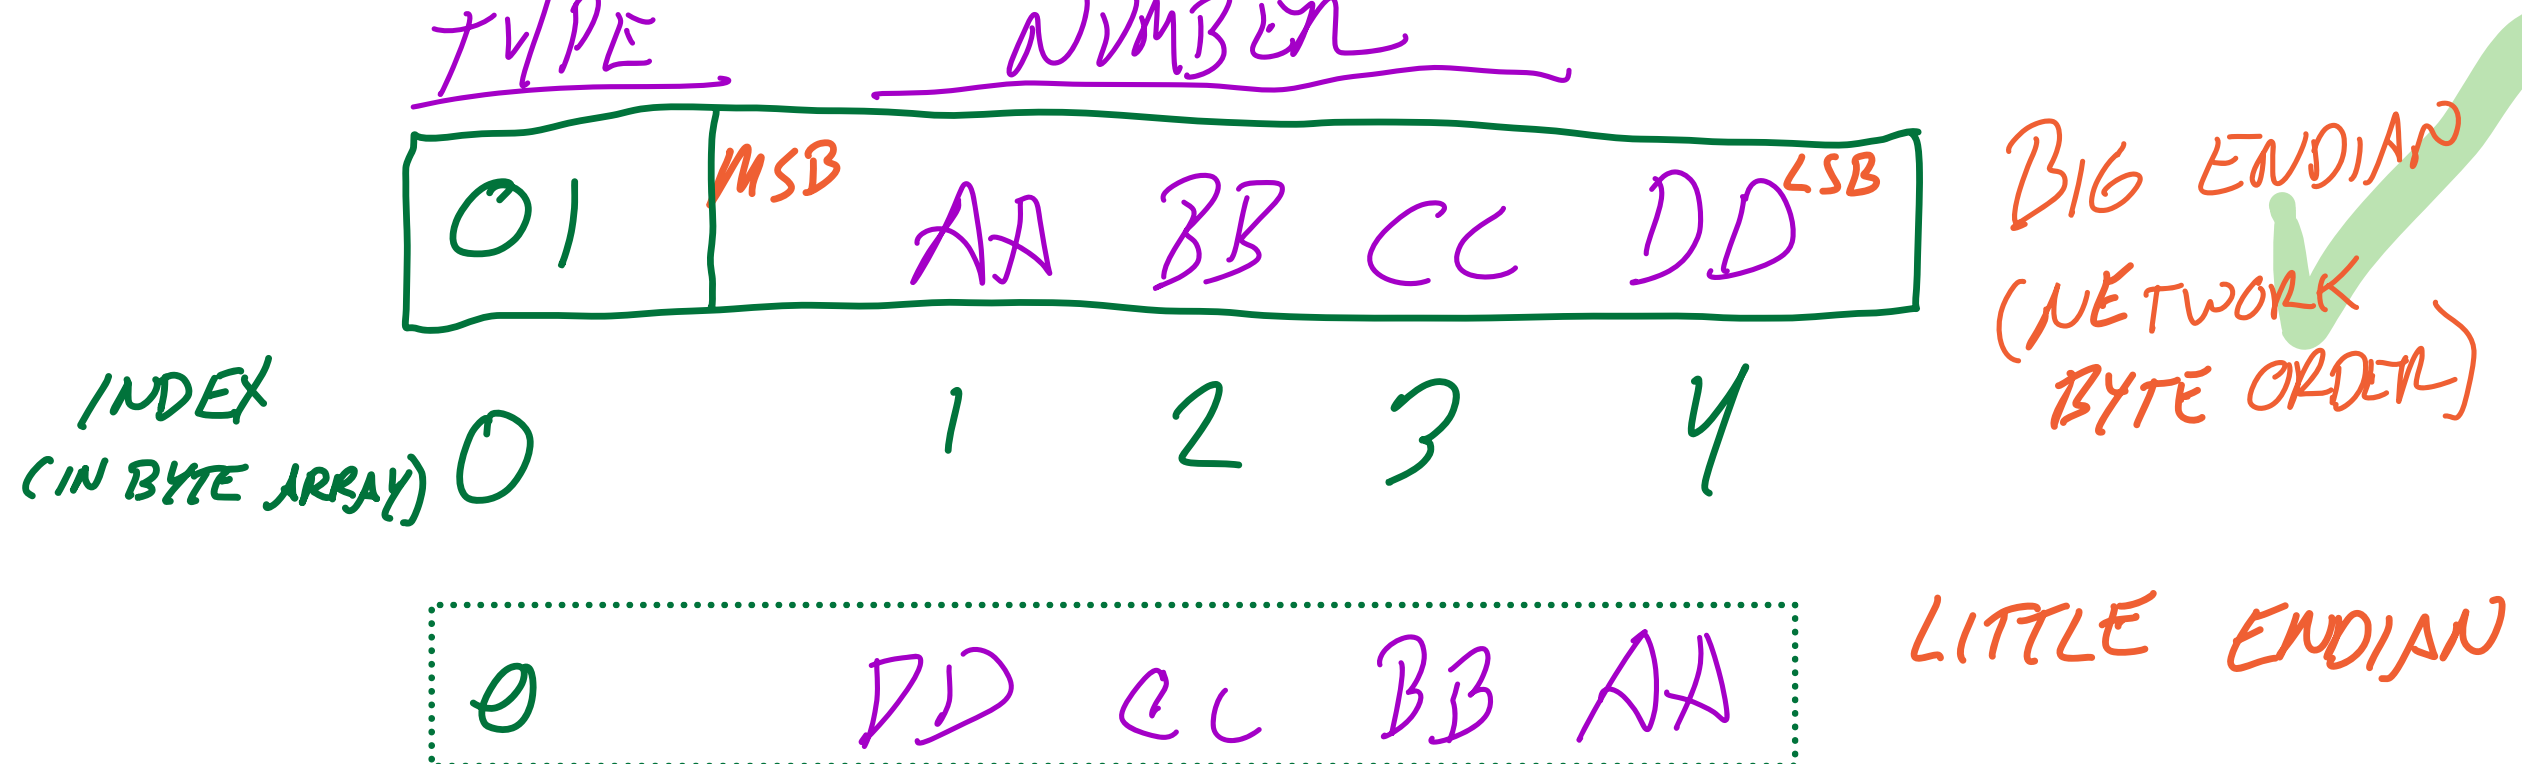 TYPE NUMBER
01 MSB AA BB CC DD LSB
BIG ENDIAN
(NETWORK
BYTE ORDER)
INDEX
(IN BYTE ARRAY)
0 1 2 3 4
0 DD CC BB AA
LITTLE ENDIAN